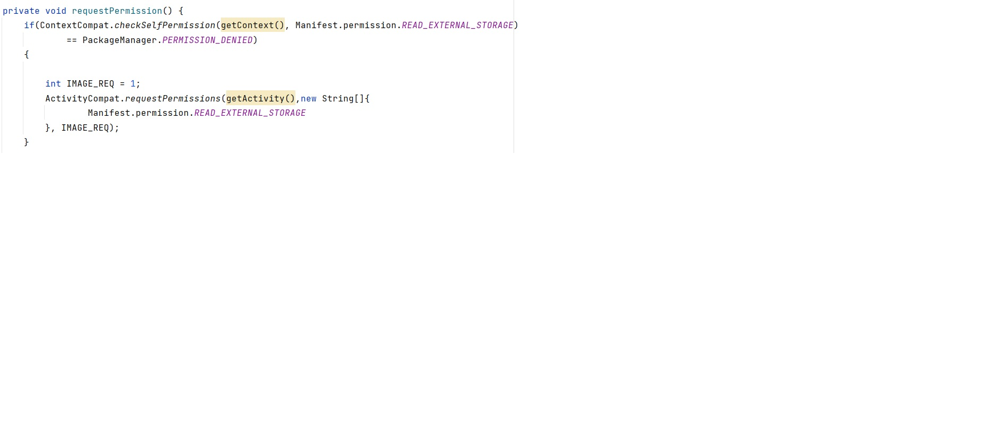 private void requestPermission() {
    if(ContextCompat.checkSelfPermission(getContext(), Manifest.permission.READ_EXTERNAL_STORAGE)
            == PackageManager.PERMISSION_DENIED)
    {

        int IMAGE_REQ = 1;
        ActivityCompat.requestPermissions(getActivity(),new String[]{
                Manifest.permission.READ_EXTERNAL_STORAGE
        }, IMAGE_REQ);
    }